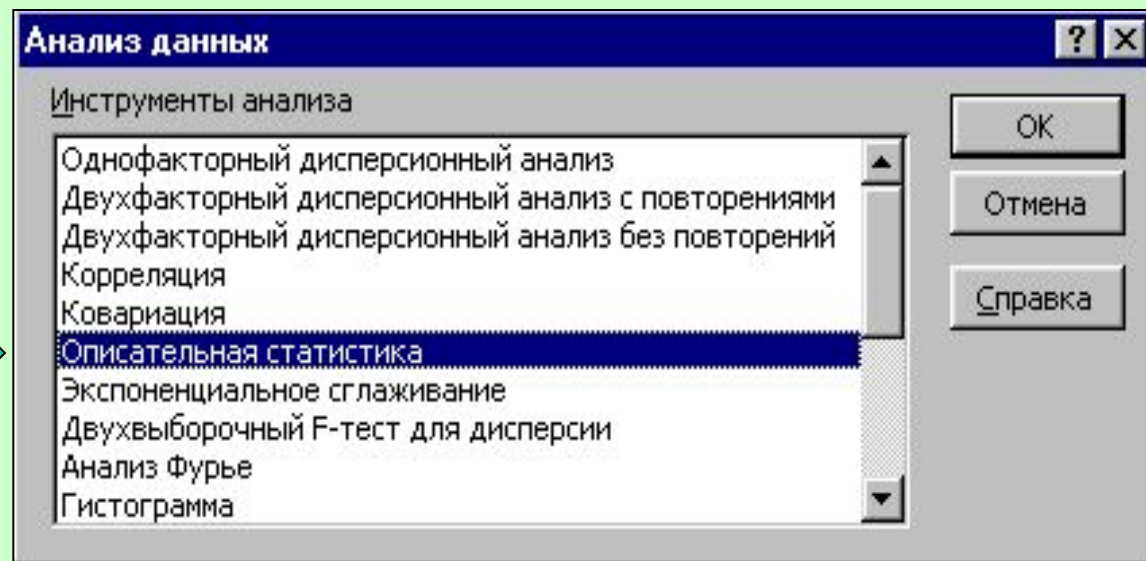 Анализ данных
Инструменты анализа
Однофакторный дисперсионный анализ
Двухфакторный дисперсионный анализ с повторениями
Двухфакторный дисперсионный анализ без повторений
Корреляция
Ковариация
Описательная статистика
Экспоненциальное сглаживание
Двухвыборочный F-тест для дисперсии
Анализ Фурье
Гистограмма
ОК
Отмена
Справка